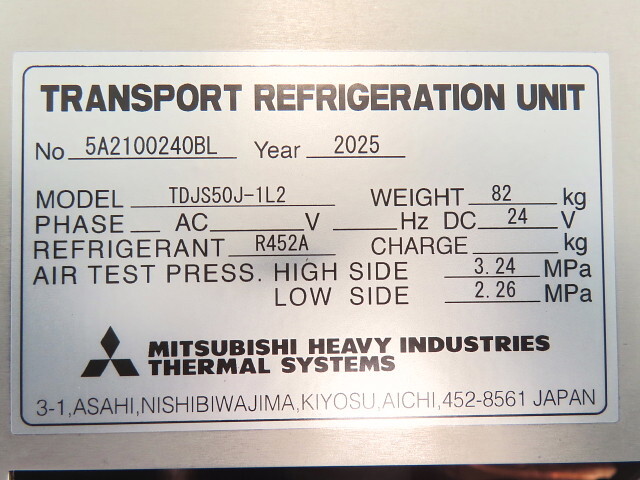 TRANSPORT REFRIGERATION UNIT
No 5A2100240BL Year 2025
MODEL TDJS50J-1L2 WEIGHT 82 kg
PHASE AC V Hz DC 24 V
REFRIGERANT R452A CHARGE kg
AIR TEST PRESS. HIGH SIDE 3.24 MPa
LOW SIDE 2.26 MPa
MITSUBISHI HEAVY INDUSTRIES
THERMAL SYSTEMS
3-1,ASAHI,NISHIBIWAJIMA,KIYOSU,AICHI,452-8561 JAPAN